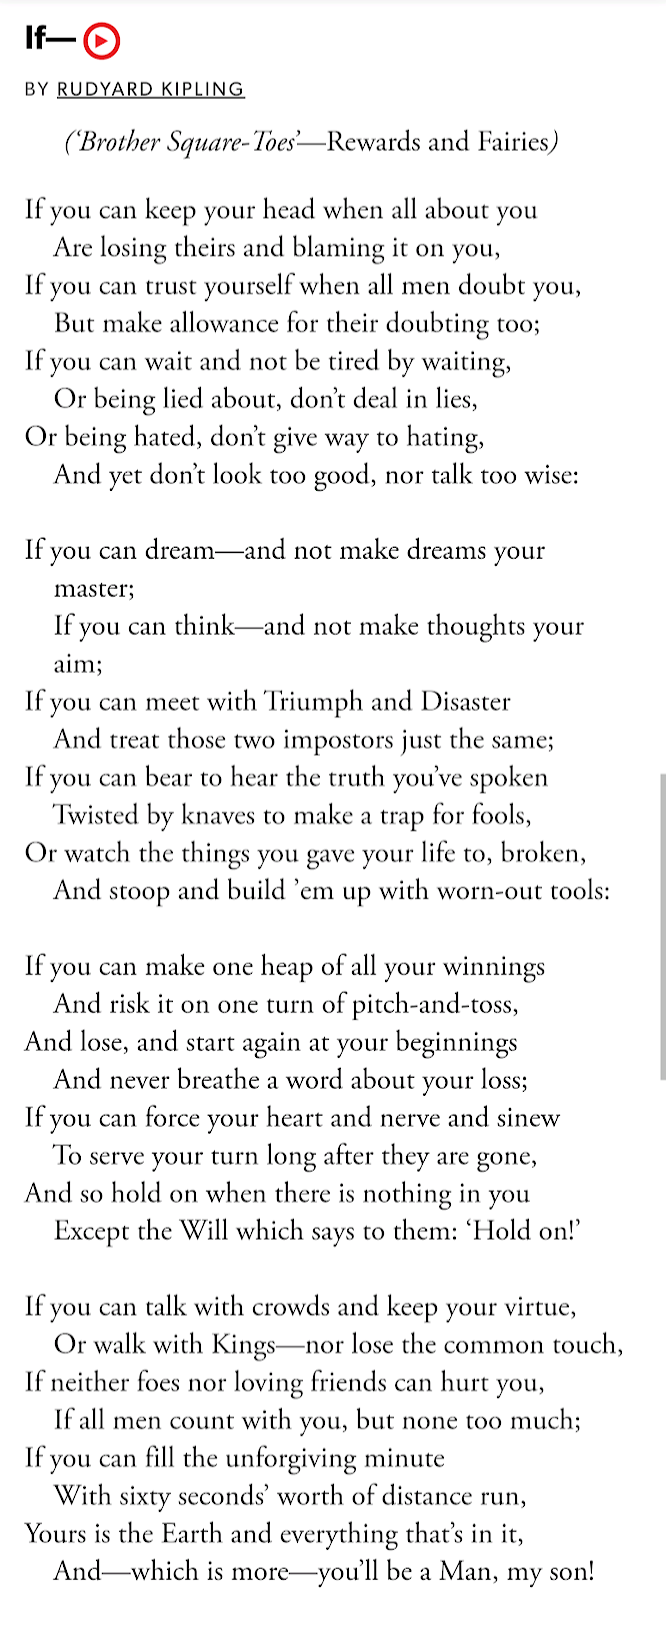 If—
BY RUDYARD KIPLING
(‘Brother Square-Toes’—Rewards and Fairies)
If you can keep your head when all about you
Are losing theirs and blaming it on you,
If you can trust yourself when all men doubt you,
But make allowance for their doubting too;
If you can wait and not be tired by waiting,
Or being lied about, don’t deal in lies,
Or being hated, don’t give way to hating,
And yet don’t look too good, nor talk too wise:
If you can dream—and not make dreams your
master;
If you can think—and not make thoughts your
aim;
If you can meet with Triumph and Disaster
And treat those two impostors just the same;
If you can bear to hear the truth you’ve spoken
Twisted by knaves to make a trap for fools,
Or watch the things you gave your life to, broken,
And stoop and build ’em up with worn-out tools:
If you can make one heap of all your winnings
And risk it on one turn of pitch-and-toss,
And lose, and start again at your beginnings
And never breathe a word about your loss;
If you can force your heart and nerve and sinew
To serve your turn long after they are gone,
And so hold on when there is nothing in you
Except the Will which says to them: ‘Hold on!’
If you can talk with crowds and keep your virtue,
Or walk with Kings—nor lose the common touch,
If neither foes nor loving friends can hurt you,
If all men count with you, but none too much;
If you can fill the unforgiving minute
With sixty seconds’ worth of distance run,
Yours is the Earth and everything that’s in it,
And—which is more—you’ll be a Man, my son!